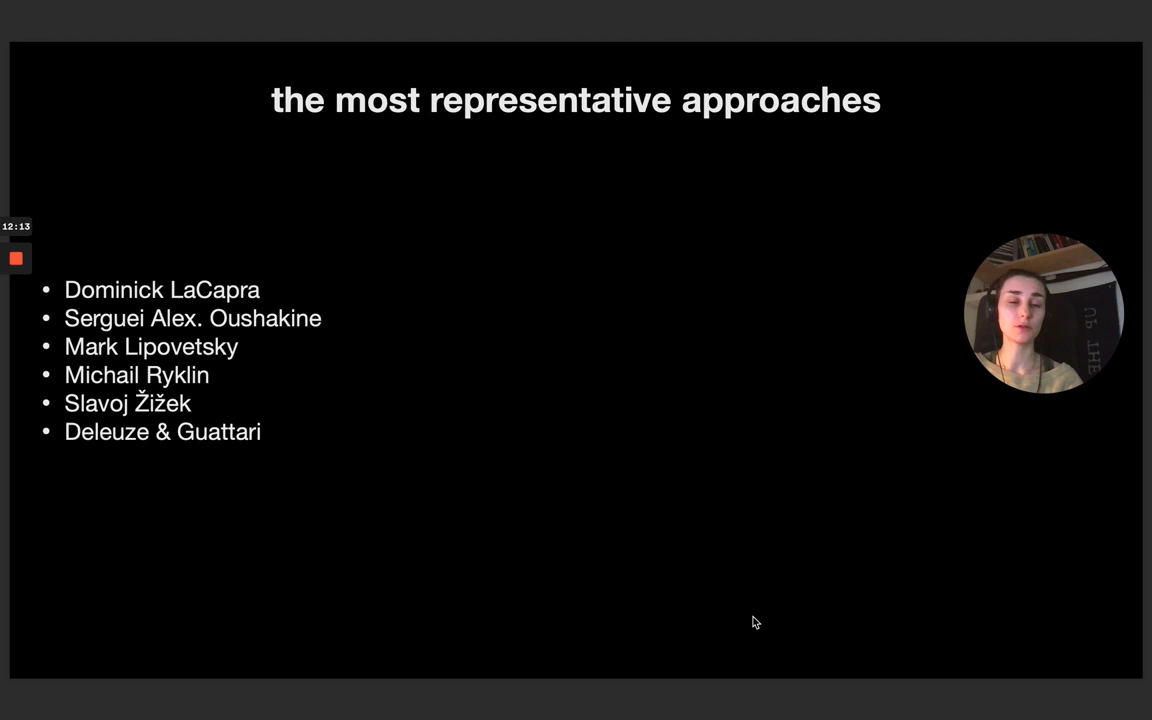 the most representative approaches
12:13
• Dominick LaCapra
• Serguei Alex. Oushakine
• Mark Lipovetsky
• Michail Ryklin
• Slavoj Žižek
• Deleuze & Guattari